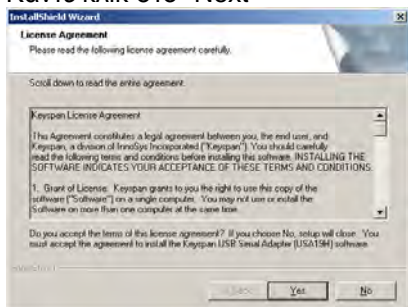 InstallShield Wizard
License Agreement
Please read the following license agreement carefully.
Scroll down to read the entire agreement.
Keyspan License Agreement
This Agreement constitutes a legal agreement between you, the end user, and
Keyspan, a division of InnoSys Incorporated ("Keyspan"). You should carefully
read the following terms and conditions before installing this software. INSTALLING THE
SOFTWARE INDICATES YOUR ACCEPTANCE OF THESE TERMS AND CONDITIONS.
1. Grant of License. Keyspan grants to you the right to use this copy of the
software ("Software") on a single computer. You may not use or install the
Software on more than one computer at the same time.
Do you accept the terms of this license agreement? If you choose No, setup will close. You
must accept the agreement to install the Keyspan USB Serial Adapter (USA19H) software.
InstallShield
< Back
Yes
No